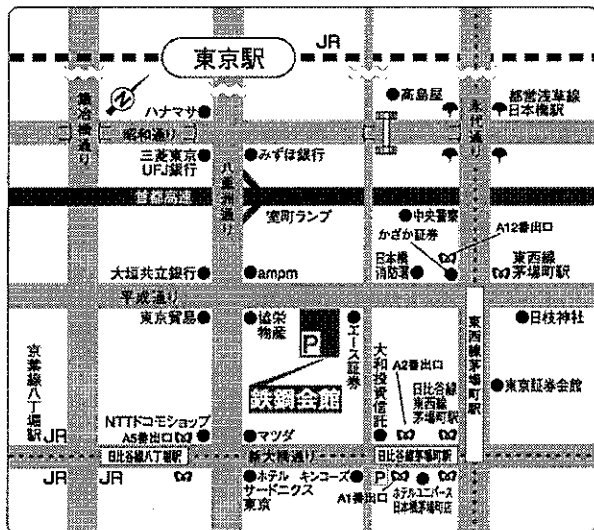 東京駅
JR
鍛冶橋通り
N
ハナマサ
昭和通り
高島屋
永代通り
都営浅草線
日本橋駅
三菱東京
UFJ銀行
八重洲通り
みずほ銀行
首都高速
宝町ランプ
中央警察
A12番出口
かざか証券
日本橋
消防署
東西線
茅場町駅
大垣共立銀行
ampm
平成通り
東京貿易
協栄
物産
P
エース証券
大和投資信託
A2番出口
日比谷線
東西線
茅場町駅
東西線茅場町駅
日枝神社
東京証券会館
京葉線八丁堀駅
鉄鋼会館
NTTドコモショップ
A5番出口
マツダ
JR
日比谷線八丁堀駅
新大橋通り
日比谷線茅場町駅
JR
JR
ホテル
サードニクス
東京
キンコーズ
P
A1番出口
ホテルユニバース
日本橋茅場町店